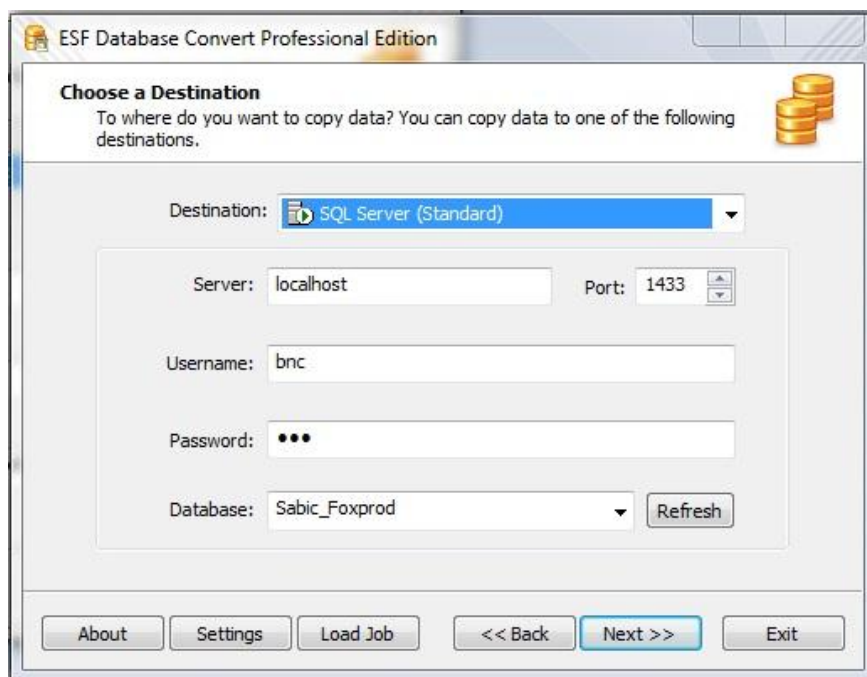 ESF Database Convert Professional Edition
Choose a Destination
To where do you want to copy data? You can copy data to one of the following
destinations.
Destination: SQL Server (Standard)
Server: localhost Port: 1433
Username: bnc
Password: •••
Database: Sabic_Foxprod Refresh
About Settings Load Job << Back Next >> Exit